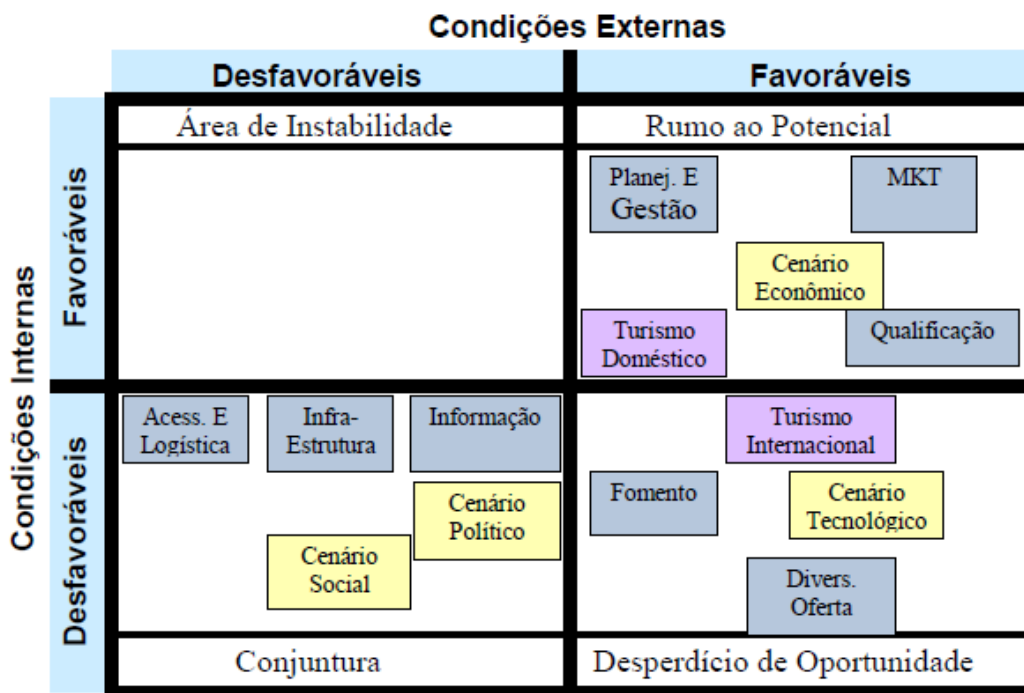 Condições Externas
Desfavoráveis
Favoráveis
Condições Internas
Favoráveis
Desfavoráveis
Área de Instabilidade
Rumo ao Potencial
Planej. E
Gestão
MKT
Cenário
Econômico
Turismo
Doméstico
Qualificação
Acess. E
Logística
Infra-
Estrutura
Informação
Cenário
Político
Cenário
Social
Turismo
Internacional
Fomento
Cenário
Tecnológico
Divers.
Oferta
Conjuntura
Desperdício de Oportunidade